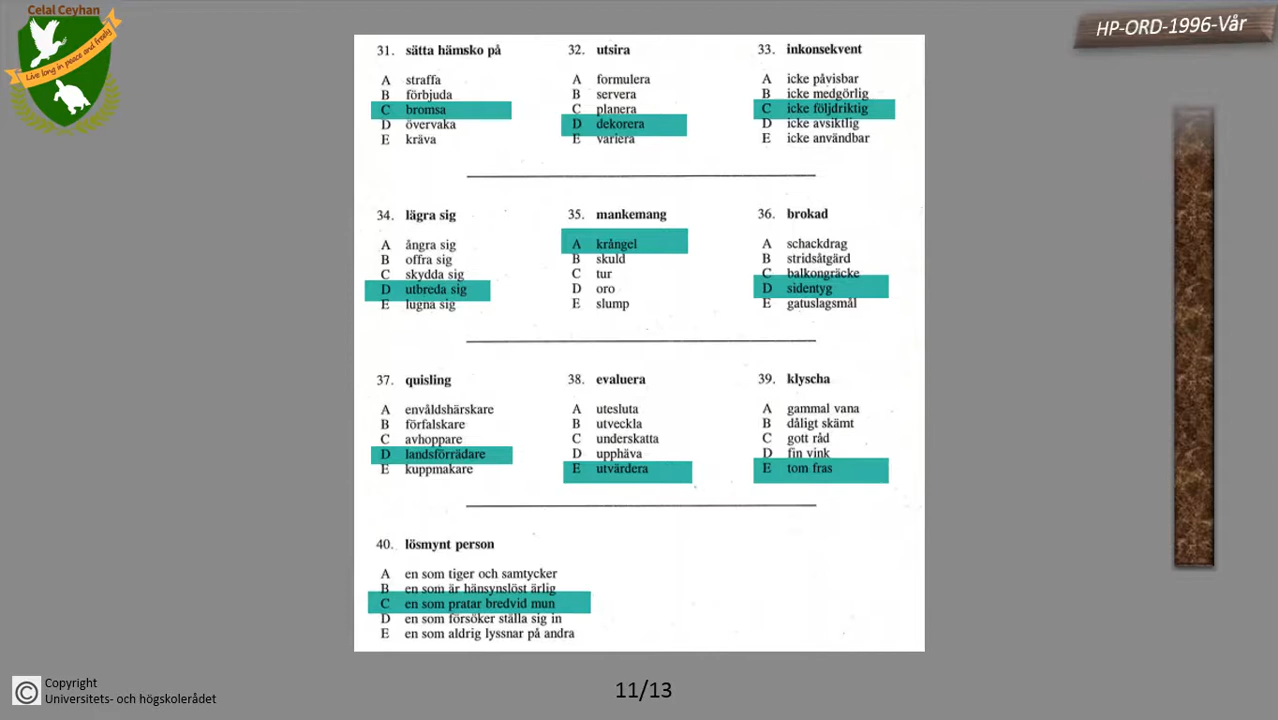 Celal Ceyhan
Live long in peace and freely
HP-ORD-1996-Vår
31. sätta hämsko på
A straffa
B förbjuda
C bromsa
D övervaka
E kräva
32. utsira
A formulera
B servera
C planera
D dekorera
E variera
33. inkonsekvent
A icke påvisbar
B icke medgörlig
C icke följdriktig
D icke avsiktlig
E icke användbar
34. lägra sig
A ångra sig
B offra sig
C skydda sig
D utbreda sig
E lugna sig
35. mankemang
A krångel
B skuld
C tur
D oro
E slump
36. brokad
A schackdrag
B stridsåtgärd
C balkongräcke
D sidentyg
E gatuslagsmål
37. quisling
A envåldshärskare
B förfalskare
C avhoppare
D landsförrädare
E kuppmakare
38. evaluera
A utesluta
B utveckla
C underskatta
D upphäva
E utvärdera
39. klyscha
A gammal vana
B dåligt skämt
C gott råd
D fin vink
E tom fras
40. lösmynt person
A en som tiger och samtycker
B en som är hänsynslöst ärlig
C en som pratar bredvid mun
D en som försöker ställa sig in
E en som aldrig lyssnar på andra
© Copyright
Universitets- och högskolerådet
11/13